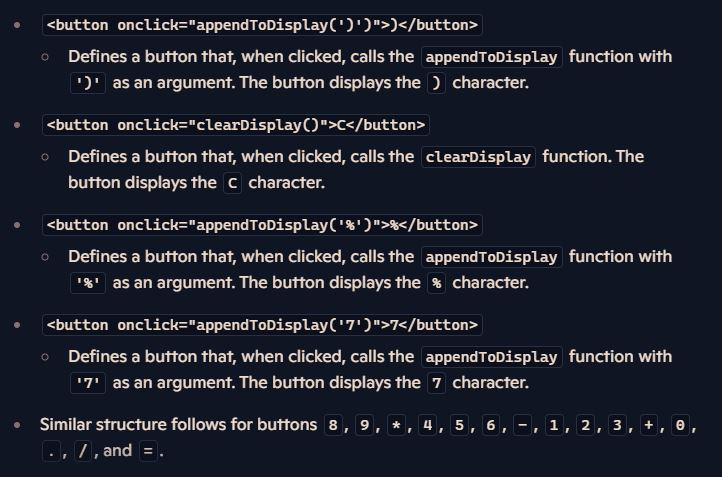 <button onclick="appendToDisplay(')')">)</button>
Defines a button that, when clicked, calls the appendToDisplay function with
')' as an argument. The button displays the ) character.
<button onclick="clearDisplay()">C</button>
Defines a button that, when clicked, calls the clearDisplay function. The
button displays the C character.
<button onclick="appendToDisplay('%')">%</button>
Defines a button that, when clicked, calls the appendToDisplay function with
'%' as an argument. The button displays the % character.
<button onclick="appendToDisplay('7')">7</button>
Defines a button that, when clicked, calls the appendToDisplay function with
'7' as an argument. The button displays the 7 character.
Similar structure follows for buttons 8, 9, *, 4, 5, 6, -, 1, 2, 3, +, 0,
., /, and =.